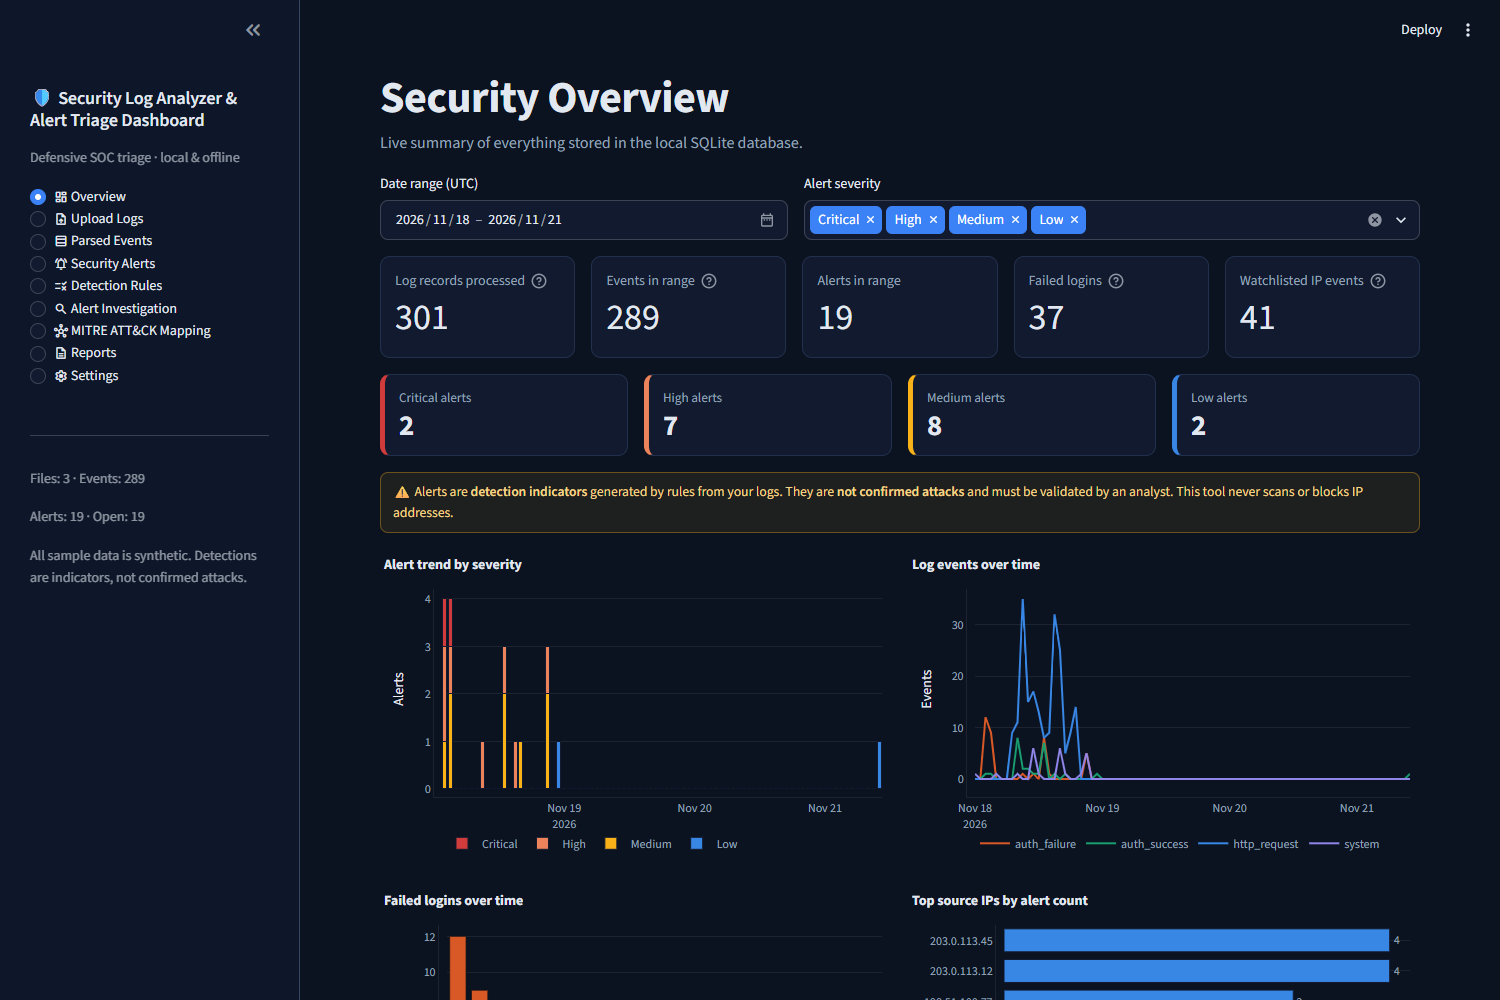 Deploy
Security Log Analyzer &
Alert Triage Dashboard
Defensive SOC triage · local & offline
Overview
Upload Logs
Parsed Events
Security Alerts
Detection Rules
Alert Investigation
MITRE ATT&CK Mapping
Reports
Settings
Files: 3 · Events: 289
Alerts: 19 · Open: 19
All sample data is synthetic. Detections
are indicators, not confirmed attacks.
Security Overview
Live summary of everything stored in the local SQLite database.
Date range (UTC)
2026/11/18 – 2026/11/21
Alert severity
Critical High Medium Low
Log records processed
301
Events in range
289
Alerts in range
19
Failed logins
37
Watchlisted IP events
41
Critical alerts
2
High alerts
7
Medium alerts
8
Low alerts
2
Alerts are detection indicators generated by rules from your logs. They are not confirmed attacks and must be validated by an analyst. This tool never scans or blocks IP
addresses.
Alert trend by severity
Alerts
4
3
2
1
0
Nov 19
2026
Nov 20
Nov 21
Critical High Medium Low
Log events over time
Events
30
20
10
0
Nov 18
2026
Nov 19
Nov 20
Nov 21
auth_failure auth_success http_request system
Failed logins over time
12
10
Top source IPs by alert count
203.0.113.45 4
203.0.113.12 4